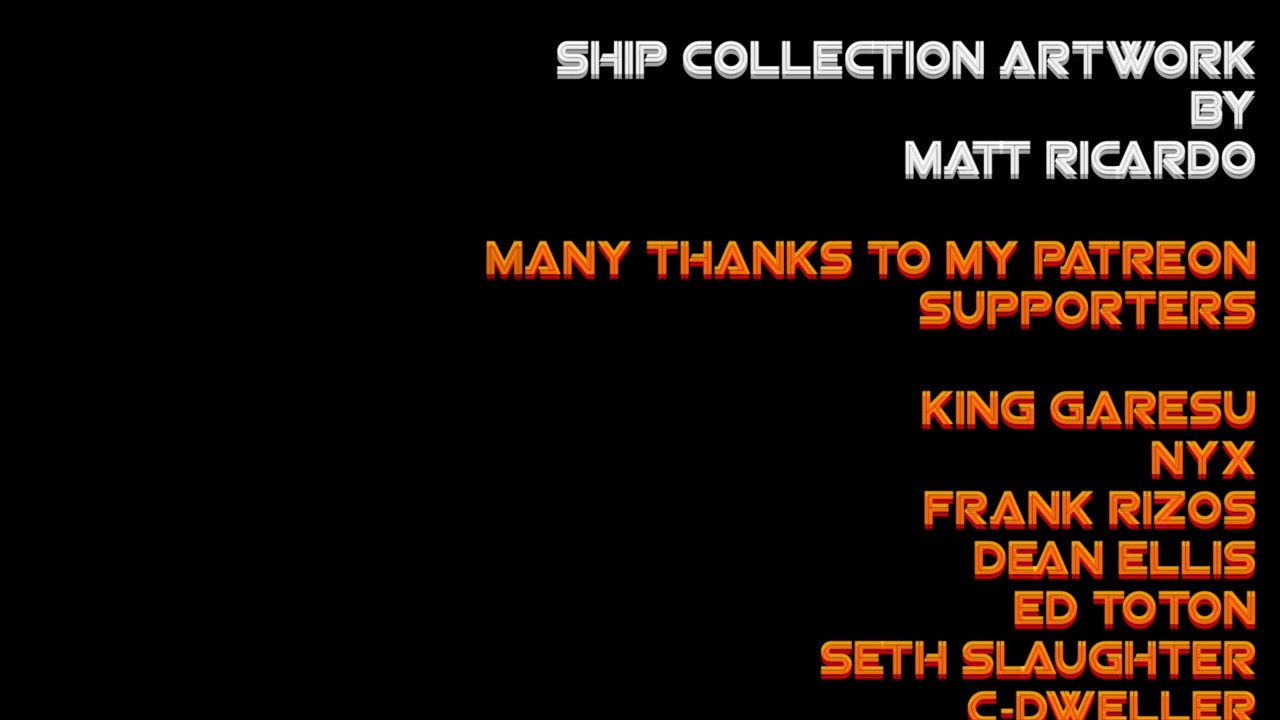 SHIP COLLECTION ARTWORK
BY
MATT RICARDO
MANY THANKS TO MY PATREON
SUPPORTERS
KING GARESU
NYX
FRANK RIZOS
DEAN ELLIS
ED TOTON
SETH SLAUGHTER
C-DWELLER